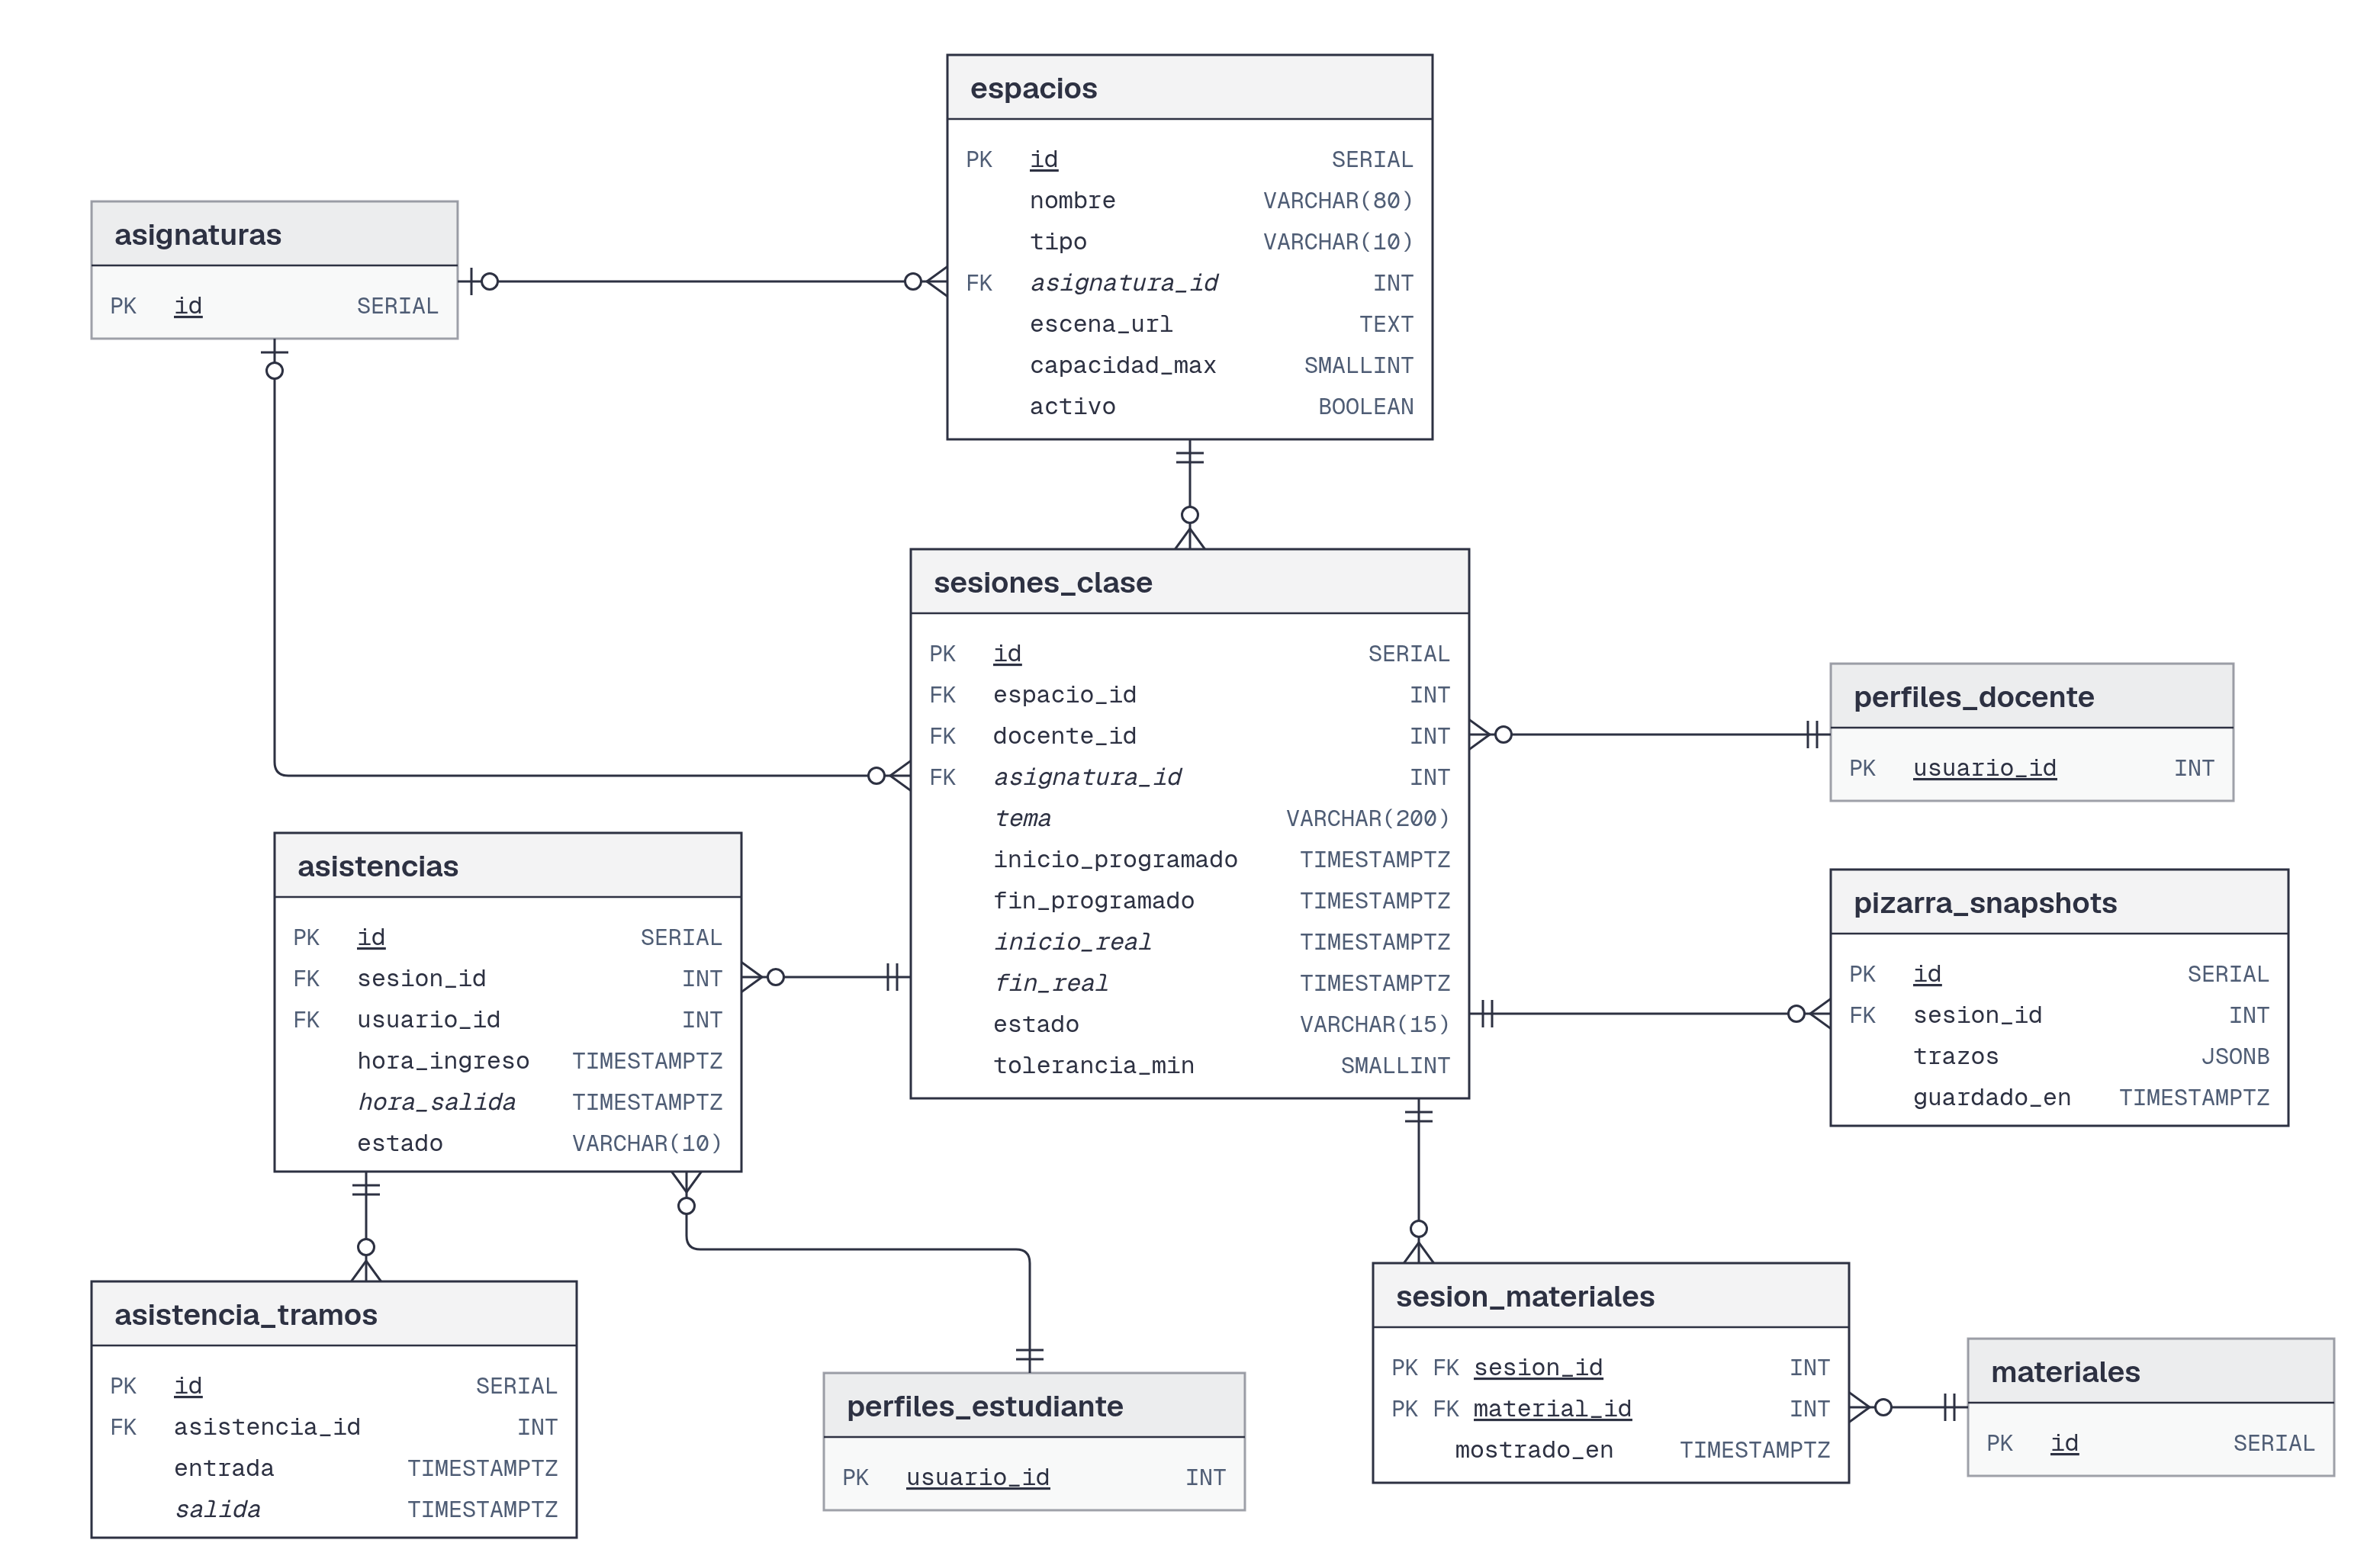 espacios
PK id SERIAL
nombre VARCHAR(80)
tipo VARCHAR(10)
FK asignatura_id INT
escena_url TEXT
capacidad_max SMALLINT
activo BOOLEAN
asignaturas
PK id SERIAL
sesiones_clase
PK id SERIAL
FK espacio_id INT
FK docente_id INT
FK asignatura_id INT
tema VARCHAR(200)
inicio_programado TIMESTAMPTZ
fin_programado TIMESTAMPTZ
inicio_real TIMESTAMPTZ
fin_real TIMESTAMPTZ
estado VARCHAR(15)
tolerancia_min SMALLINT
perfiles_docente
PK usuario_id INT
asistencias
PK id SERIAL
FK sesion_id INT
FK usuario_id INT
hora_ingreso TIMESTAMPTZ
hora_salida TIMESTAMPTZ
estado VARCHAR(10)
pizarra_snapshots
PK id SERIAL
FK sesion_id INT
trazos JSONB
guardado_en TIMESTAMPTZ
asistencia_tramos
PK id SERIAL
FK asistencia_id INT
entrada TIMESTAMPTZ
salida TIMESTAMPTZ
perfiles_estudiante
PK usuario_id INT
sesion_materiales
PK FK sesion_id INT
PK FK material_id INT
mostrado_en TIMESTAMPTZ
materiales
PK id SERIAL